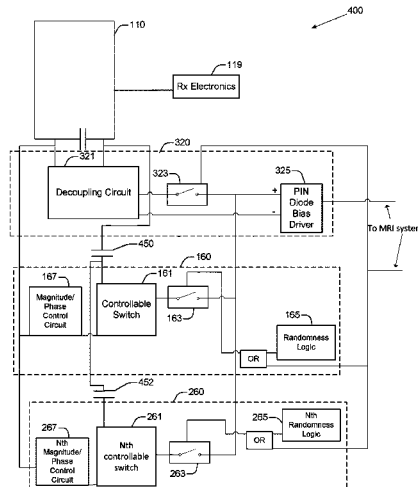 110
400
119
Rx Electronics
321
320
323
325
Decoupling Circuit
+
-
PIN
Diode
Bias
Driver
To MRI system
450
160
167
161
Magnitude/
Phase Control
Circuit
Controllable
Switch
163
165
Randomness
Logic
OR
452
260
267
261
265
Nth
Magnitude/
Phase Control
Circuit
Nth
controllable
switch
263
OR
Nth
Randomness
Logic